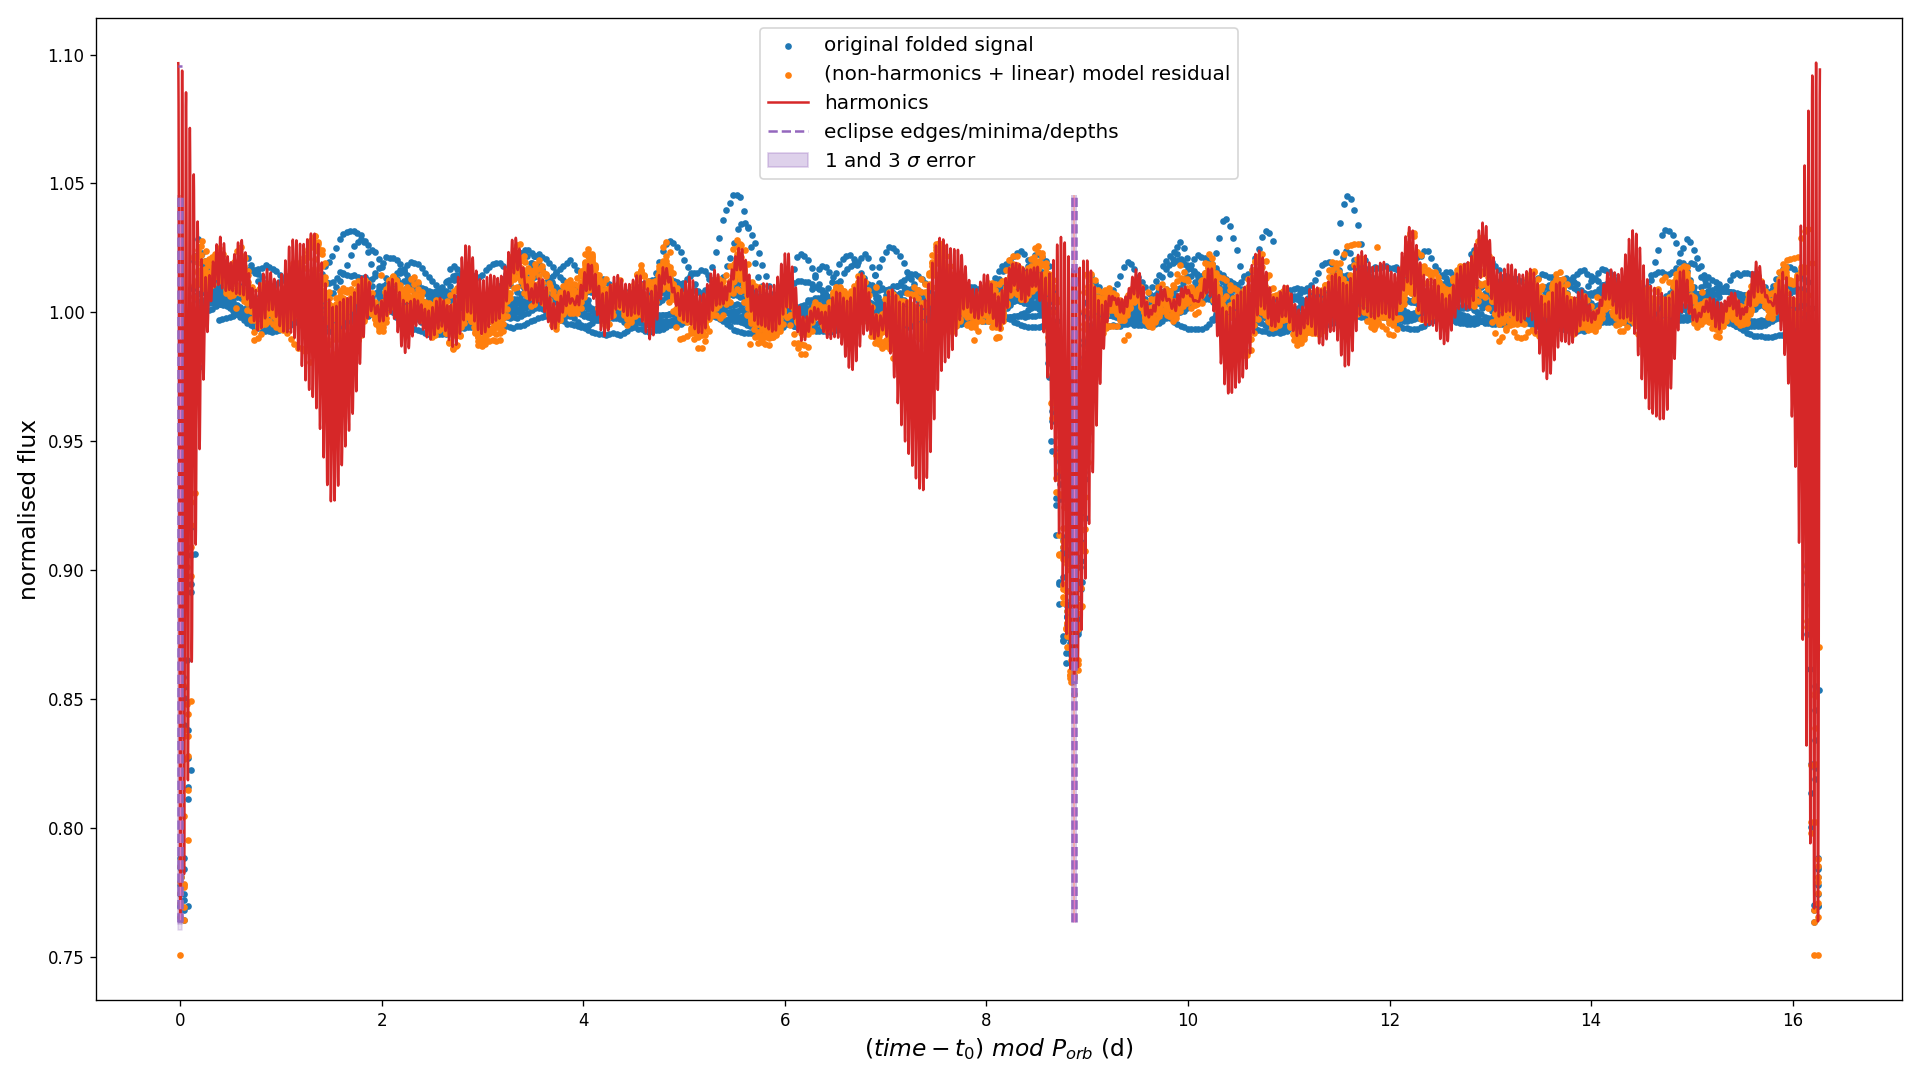 original folded signal
(non-harmonics + linear) model residual
harmonics
eclipse edges/minima/depths
1 and 3 σ error
normalised flux
1.10
1.05
1.00
0.95
0.90
0.85
0.80
0.75
0 2 4 6 8 10 12 14 16
(time − t₀) mod Pₒᵣb (d)